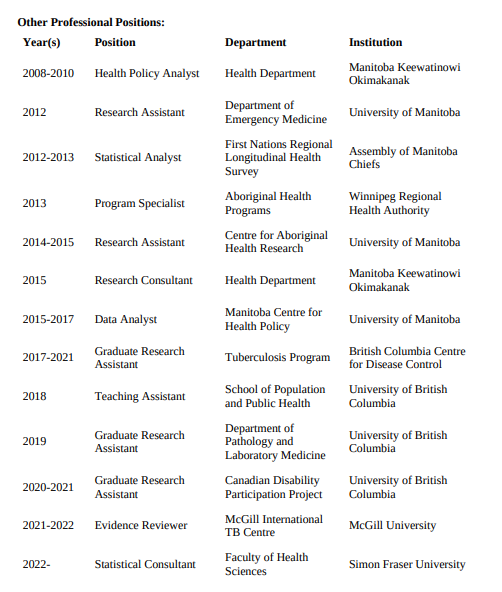 Other Professional Positions:
Year(s) Position Department Institution
2008-2010 Health Policy Analyst Health Department Manitoba Keewatinowi
Okimakanak
2012 Research Assistant Department of
Emergency Medicine University of Manitoba
2012-2013 Statistical Analyst First Nations Regional
Longitudinal Health
Survey Assembly of Manitoba
Chiefs
2013 Program Specialist Aboriginal Health
Programs Winnipeg Regional
Health Authority
2014-2015 Research Assistant Centre for Aboriginal
Health Research University of Manitoba
2015 Research Consultant Health Department Manitoba Keewatinowi
Okimakanak
2015-2017 Data Analyst Manitoba Centre for
Health Policy University of Manitoba
2017-2021 Graduate Research
Assistant Tuberculosis Program British Columbia Centre
for Disease Control
2018 Teaching Assistant School of Population
and Public Health University of British
Columbia
2019 Graduate Research
Assistant Department of
Pathology and
Laboratory Medicine University of British
Columbia
2020-2021 Graduate Research
Assistant Canadian Disability
Participation Project University of British
Columbia
2021-2022 Evidence Reviewer McGill International
TB Centre McGill University
2022- Statistical Consultant Faculty of Health
Sciences Simon Fraser University